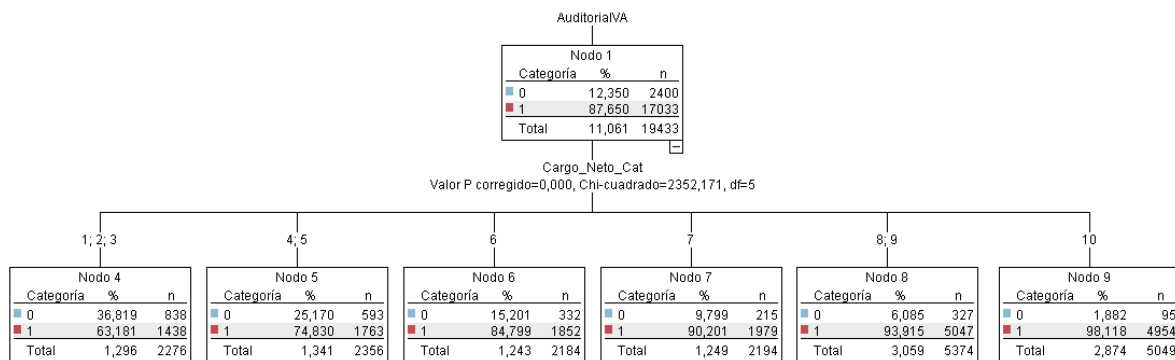 AuditoriaIVA
Nodo 1
Categoría % n
0 12,350 2400
1 87,650 17033
Total 11,061 19433
Cargo_Neto_Cat
Valor P corregido=0,000, Chi-cuadrado=2352,171, df=5
1; 2; 3
4; 5
6
7
8; 9
10
Nodo 4
Categoría % n
0 36,819 838
1 63,181 1438
Total 1,296 2276
Nodo 5
Categoría % n
0 25,170 593
1 74,830 1763
Total 1,341 2356
Nodo 6
Categoría % n
0 15,201 332
1 84,799 1852
Total 1,243 2184
Nodo 7
Categoría % n
0 9,799 215
1 90,201 1979
Total 1,249 2194
Nodo 8
Categoría % n
0 6,085 327
1 93,915 5047
Total 3,059 5374
Nodo 9
Categoría % n
0 1,882 95
1 98,118 4954
Total 2,874 5049